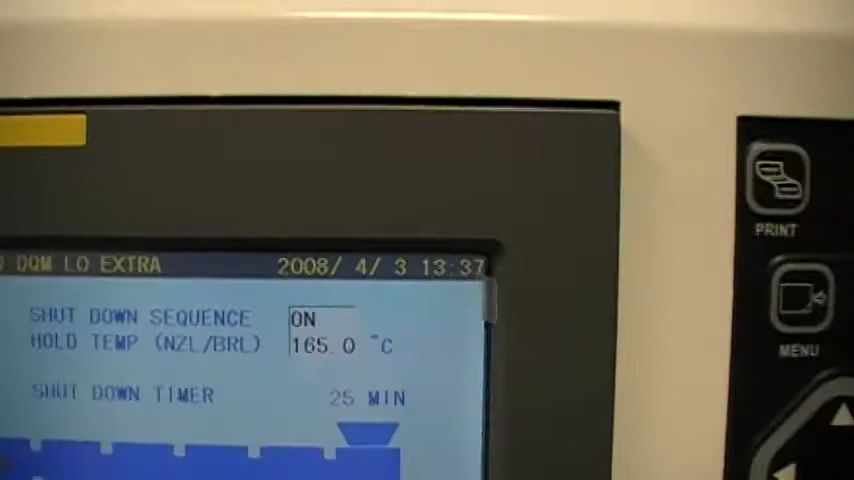 DQM LO EXTRA 2008/ 4/ 3 13:37
SHUT DOWN SEQUENCE ON
HOLD TEMP (NZL/BRL) 165.0 °C
SHUT DOWN TIMER 25 MIN
PRINT
MENU